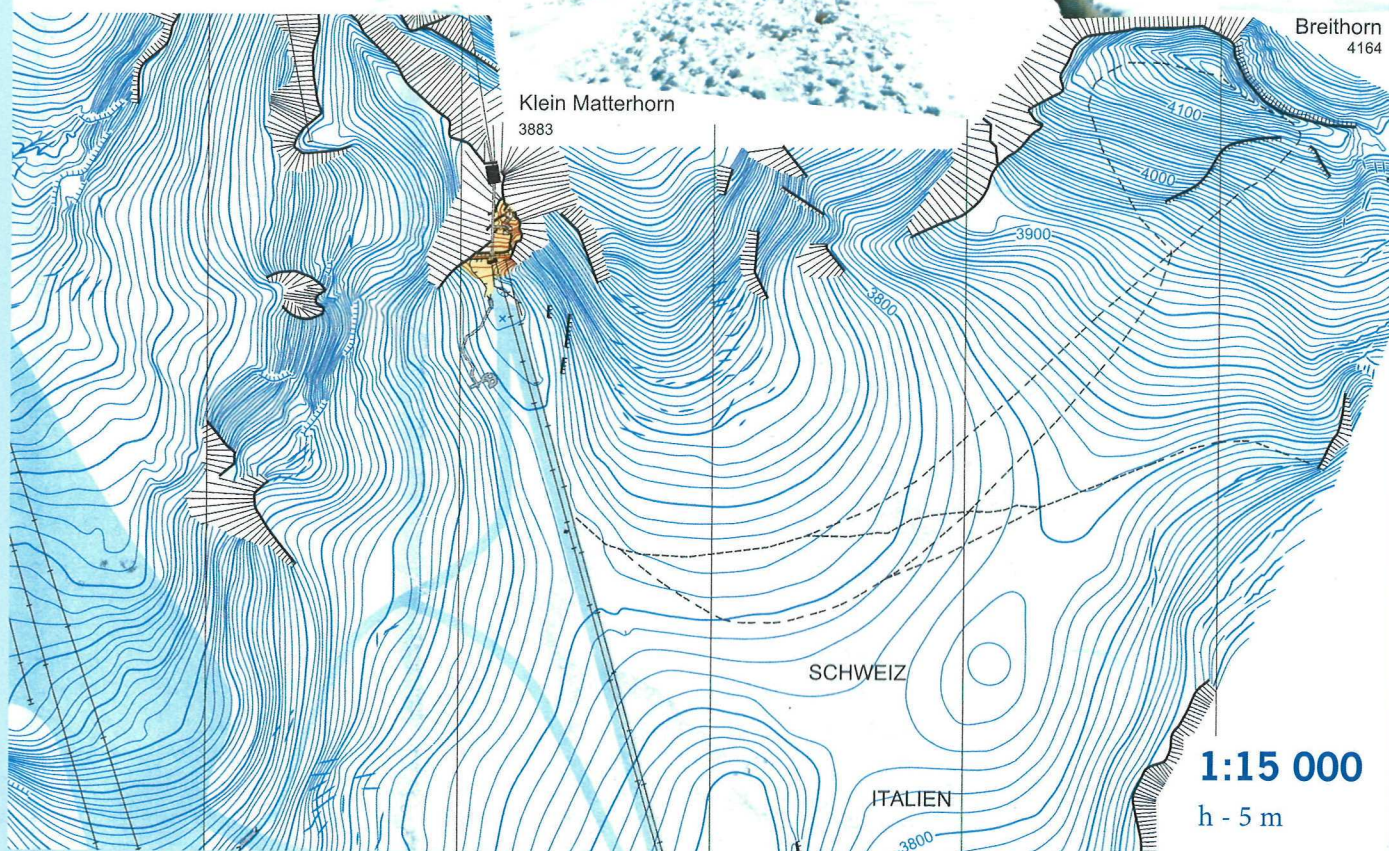 Breithorn
4164
Klein Matterhorn
3883
4100
4000
3900
3800
SCHWEIZ
1:15 000
ITALIEN
h - 5 m
3800